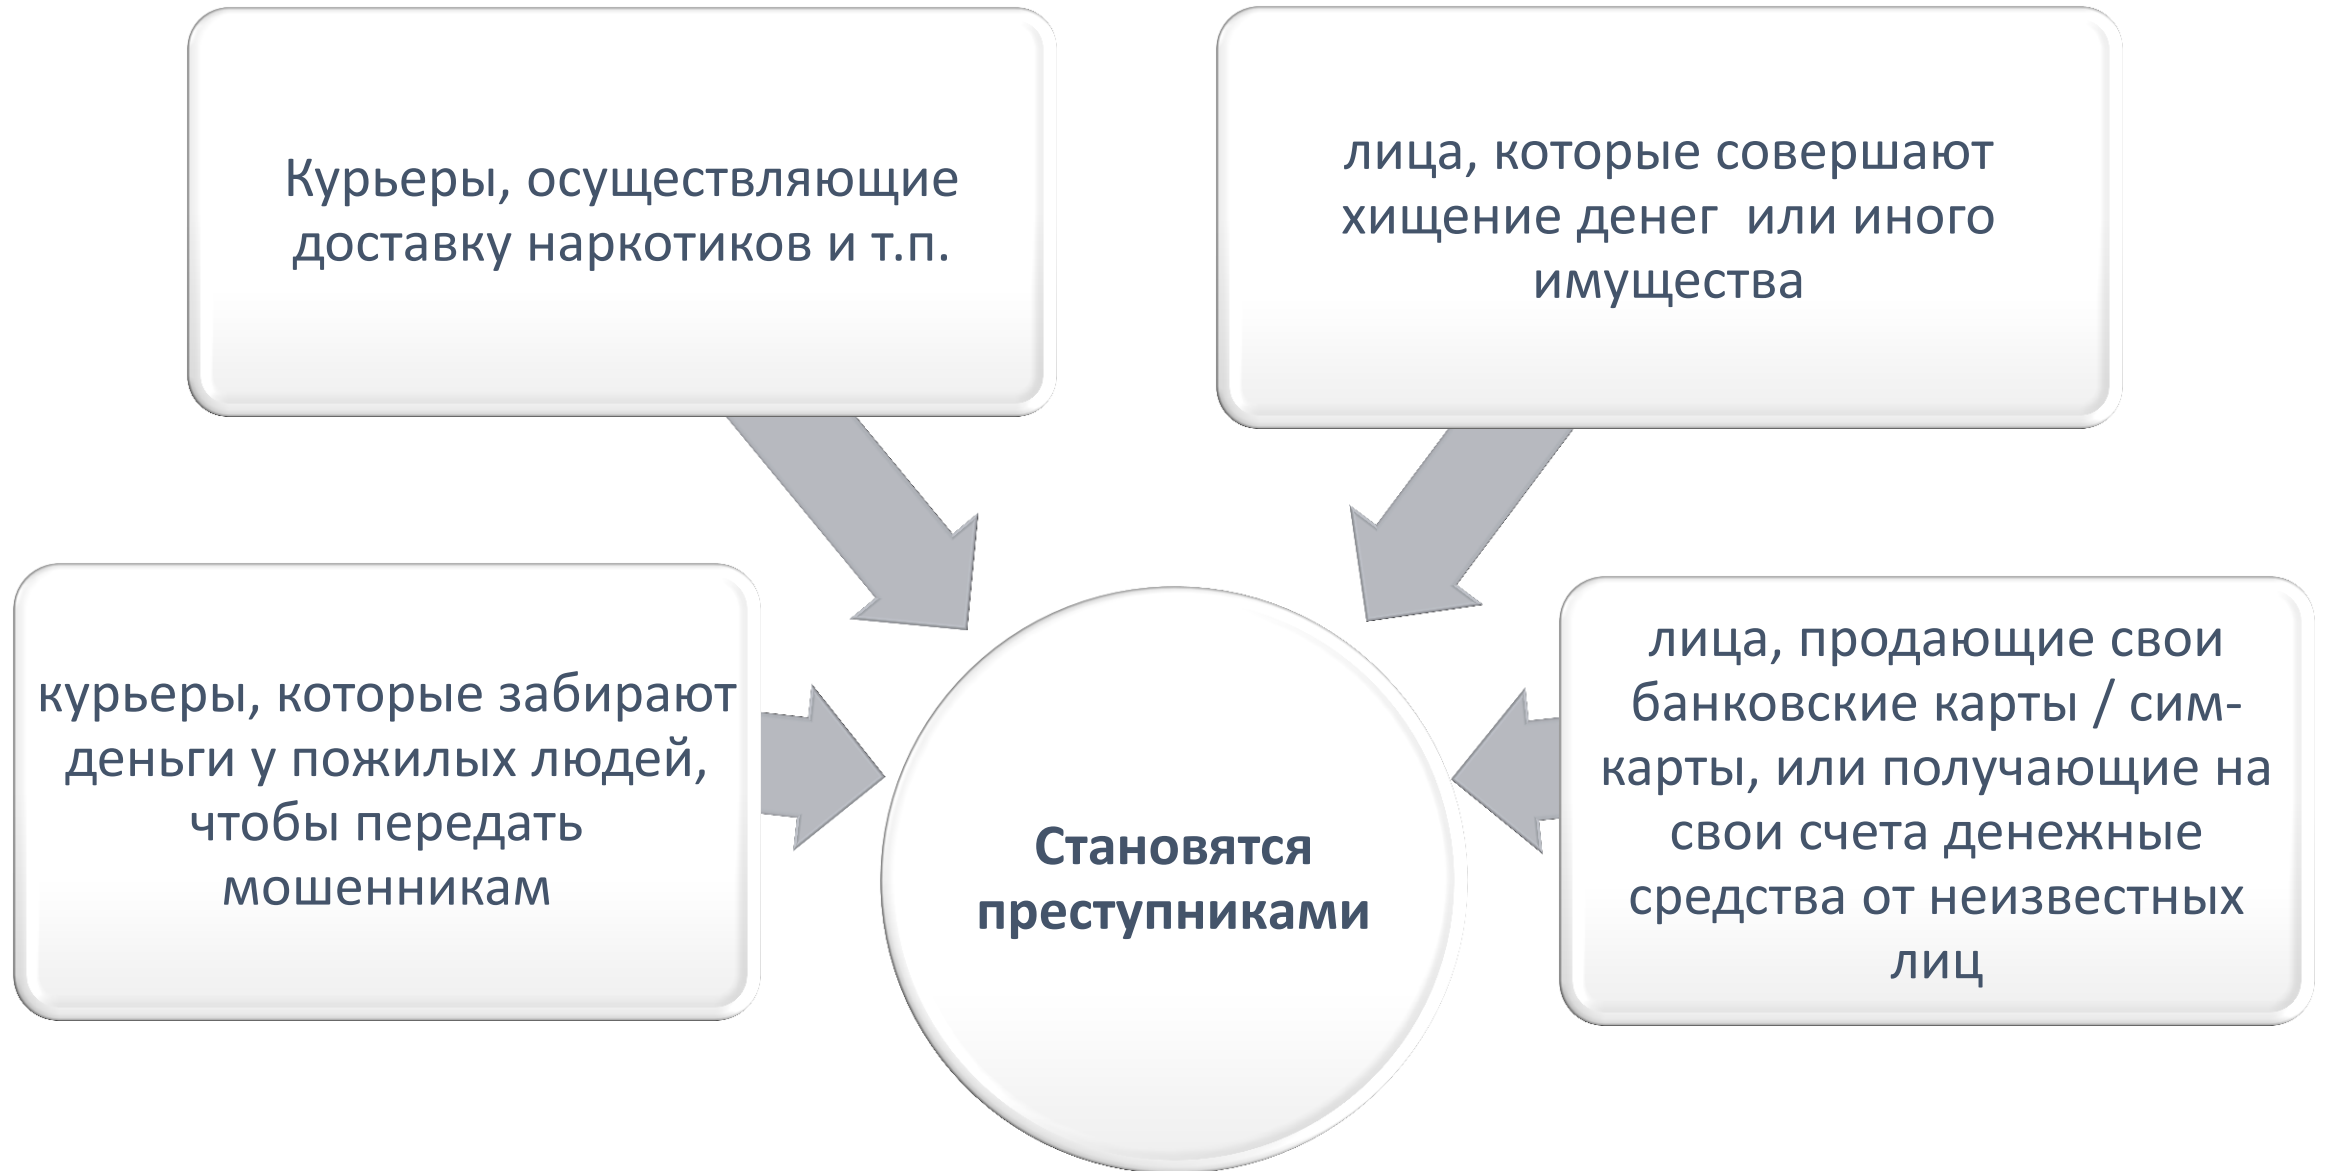 Курьеры, осуществляющие
доставку наркотиков и т.п.
лица, которые совершают
хищение денег  или иного
имущества
курьеры, которые забирают
деньги у пожилых людей,
чтобы передать
мошенникам
Становятся
преступниками
лица, продающие свои
банковские карты / сим-
карты, или получающие на
свои счета денежные
средства от неизвестных
лиц